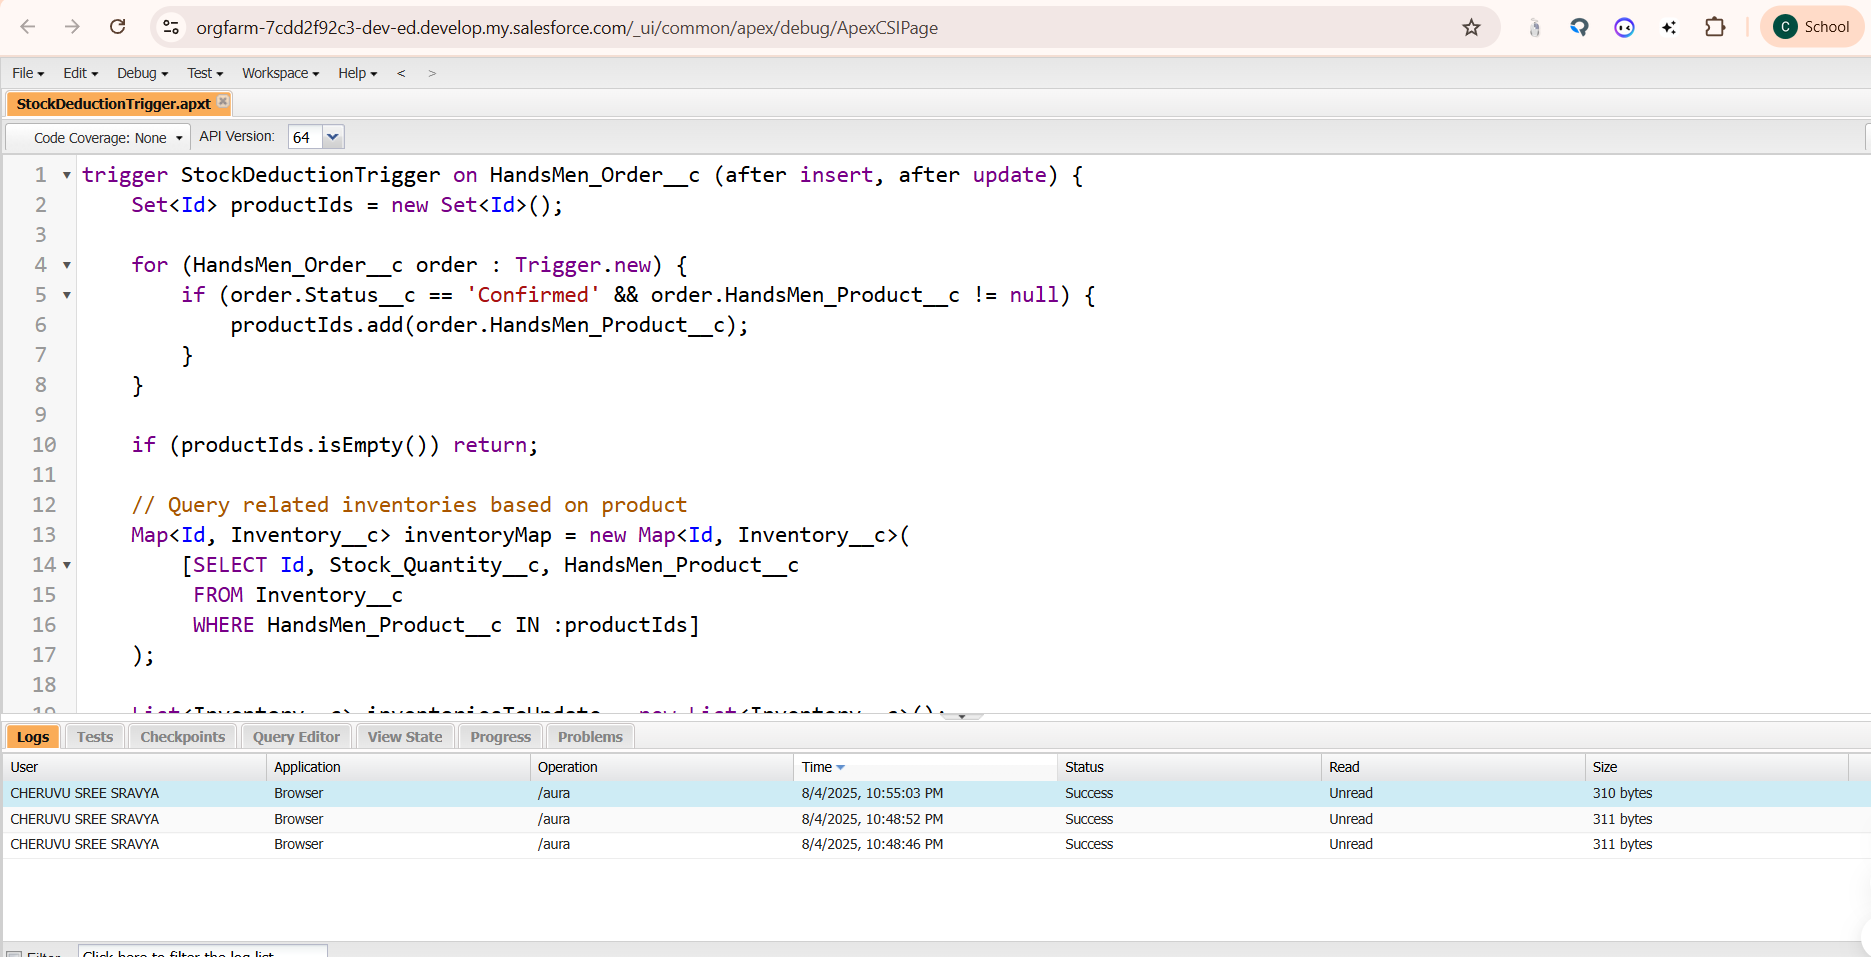 orgfarm-7cdd2f92c3-dev-ed.develop.my.salesforce.com/_ui/common/apex/debug/ApexCSIPage
C School
File Edit Debug Test Workspace Help < >
StockDeductionTrigger.apxt
Code Coverage: None API Version: 64
1 trigger StockDeductionTrigger on HandsMen_Order__c (after insert, after update) {
2 Set<Id> productIds = new Set<Id>();
3
4 for (HandsMen_Order__c order : Trigger.new) {
5 if (order.Status__c == 'Confirmed' && order.HandsMen_Product__c != null) {
6 productIds.add(order.HandsMen_Product__c);
7 }
8 }
9
10 if (productIds.isEmpty()) return;
11
12 // Query related inventories based on product
13 Map<Id, Inventory__c> inventoryMap = new Map<Id, Inventory__c>(
14 [SELECT Id, Stock_Quantity__c, HandsMen_Product__c
15 FROM Inventory__c
16 WHERE HandsMen_Product__c IN :productIds]
17 );
18
19 List<Inventory__c> inventoriesToUpdate = new List<Inventory__c>();
Logs Tests Checkpoints Query Editor View State Progress Problems
User Application Operation Time Status Read Size
CHERUVU SREE SRAVYA Browser /aura 8/4/2025, 10:55:03 PM Success Unread 310 bytes
CHERUVU SREE SRAVYA Browser /aura 8/4/2025, 10:48:52 PM Success Unread 311 bytes
CHERUVU SREE SRAVYA Browser /aura 8/4/2025, 10:48:46 PM Success Unread 311 bytes
Filter Click here to filter the log list